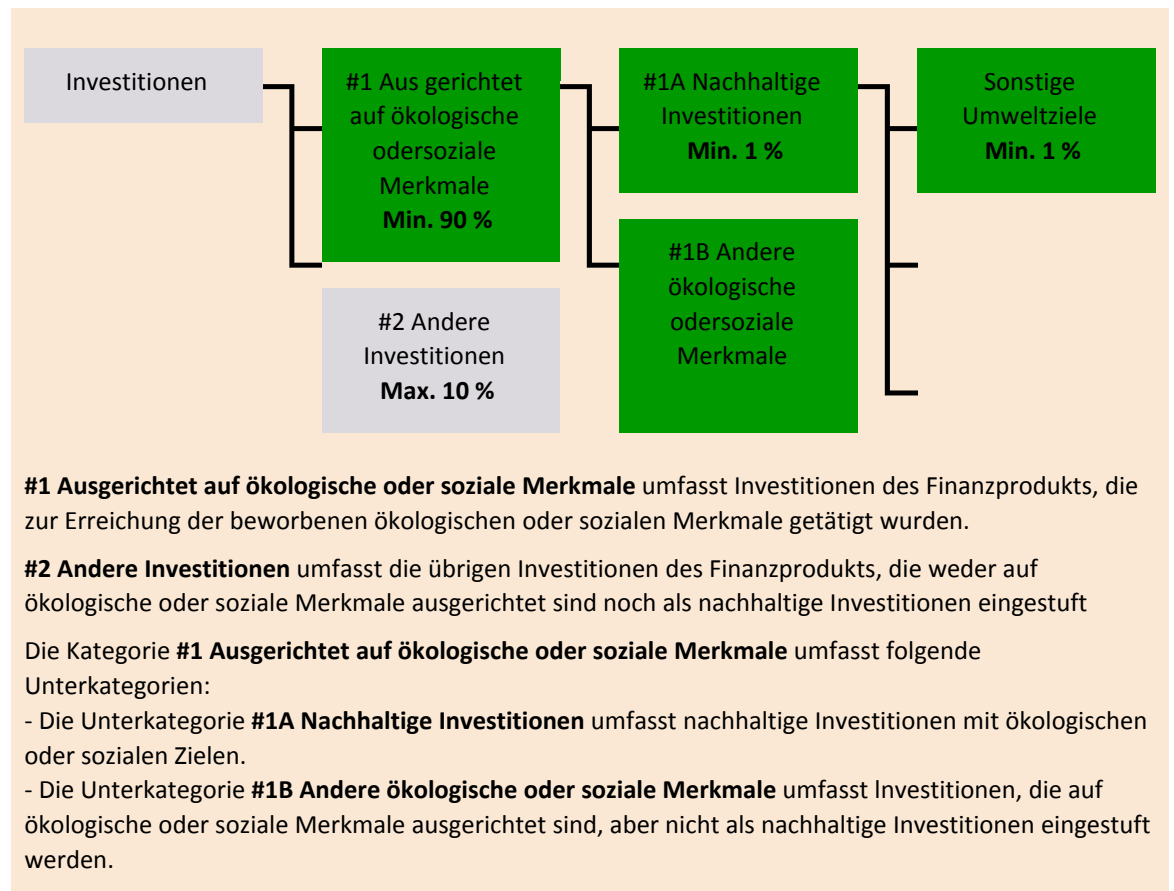 Investitionen
#1 Aus gerichtet
auf ökologische
odersoziale
Merkmale
Min. 90 %
#2 Andere
Investitionen
Max. 10 %
#1A Nachhaltige
Investitionen
Min. 1 %
#1B Andere
ökologische
odersoziale
Merkmale
Sonstige
Umweltziele
Min. 1 %
#1 Ausgerichtet auf ökologische oder soziale Merkmale umfasst Investitionen des Finanzprodukts, die
zur Erreichung der beworbenen ökologischen oder sozialen Merkmale getätigt wurden.
#2 Andere Investitionen umfasst die übrigen Investitionen des Finanzprodukts, die weder auf
ökologische oder soziale Merkmale ausgerichtet sind noch als nachhaltige Investitionen eingestuft
Die Kategorie #1 Ausgerichtet auf ökologische oder soziale Merkmale umfasst folgende
Unterkategorien:
- Die Unterkategorie #1A Nachhaltige Investitionen umfasst nachhaltige Investitionen mit ökologischen
oder sozialen Zielen.
- Die Unterkategorie #1B Andere ökologische oder soziale Merkmale umfasst lnvestitionen, die auf
ökologische oder soziale Merkmale ausgerichtet sind, aber nicht als nachhaltige Investitionen eingestuft
werden.